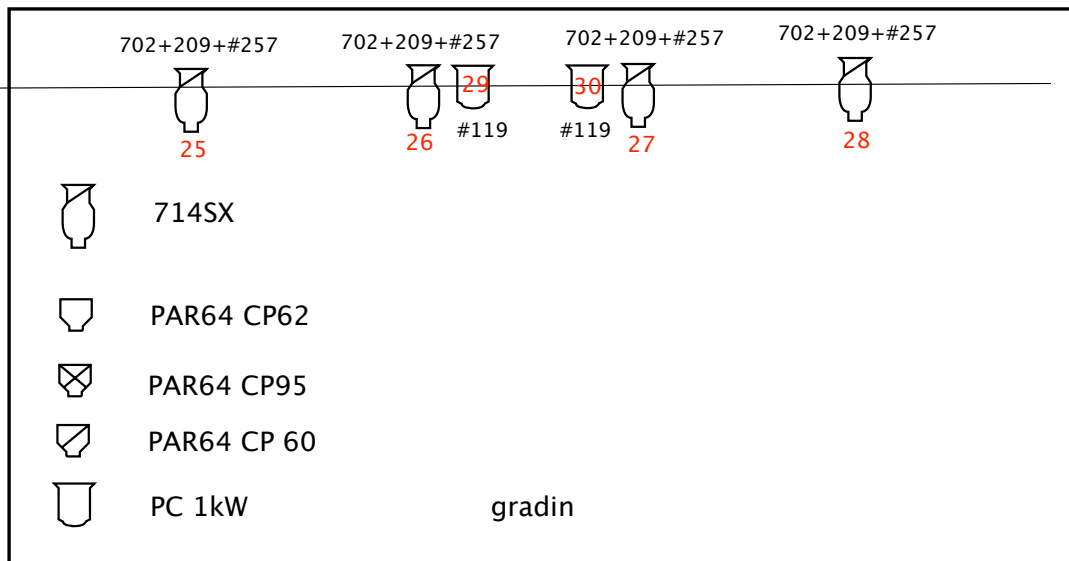 702+209+#257 702+209+#257 702+209+#257 702+209+#257
29 30
#119 #119
25 26 27 28
714SX
PAR64 CP62
PAR64 CP95
PAR64 CP 60
PC 1kW gradin